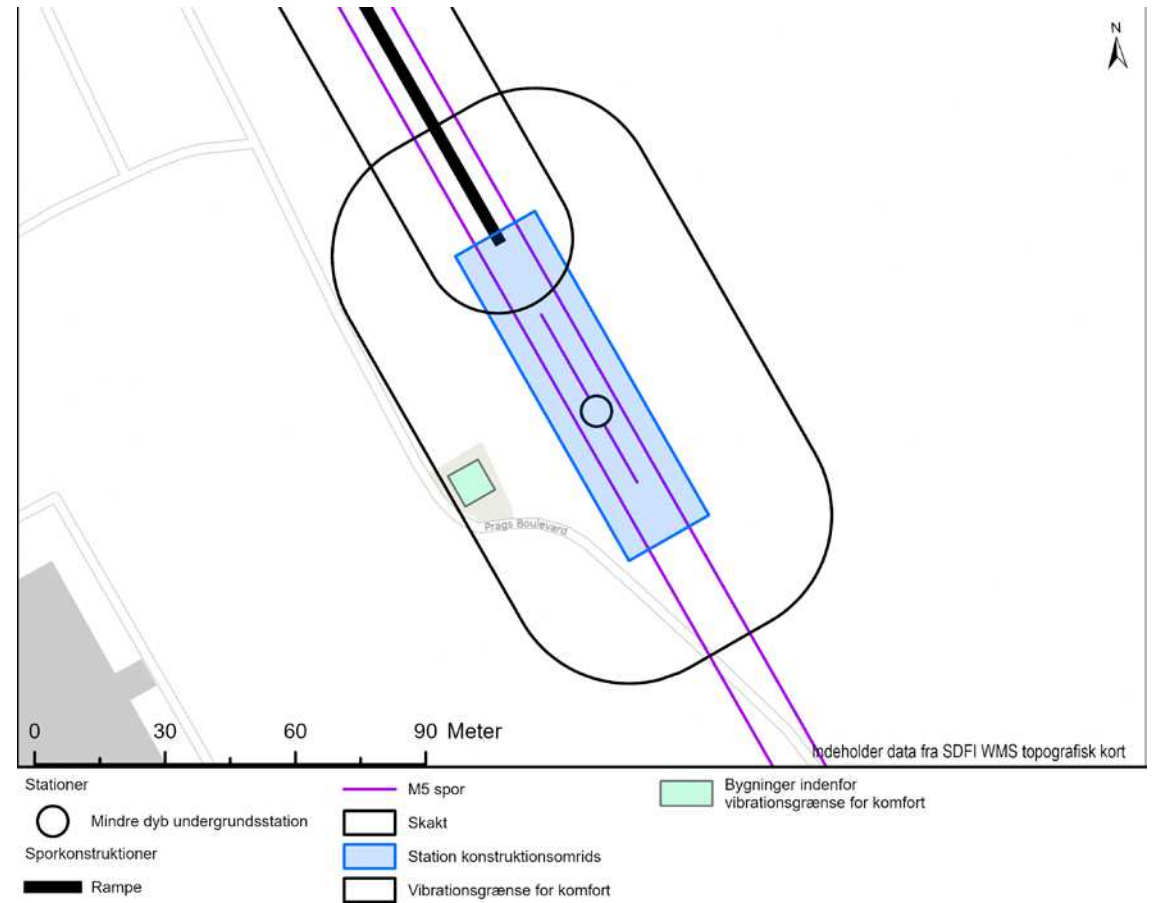 N
Prags Boulevard
0 30 60 90 Meter
Indeholder data fra SDFI WMS topografisk kort
Stationer
Mindre dyb undergrundsstation
Sporkonstruktioner
Rampe
M5 spor
Skakt
Station konstruktionsomrids
Vibrationsgrænse for komfort
Bygninger indenfor
vibrationsgrænse for komfort